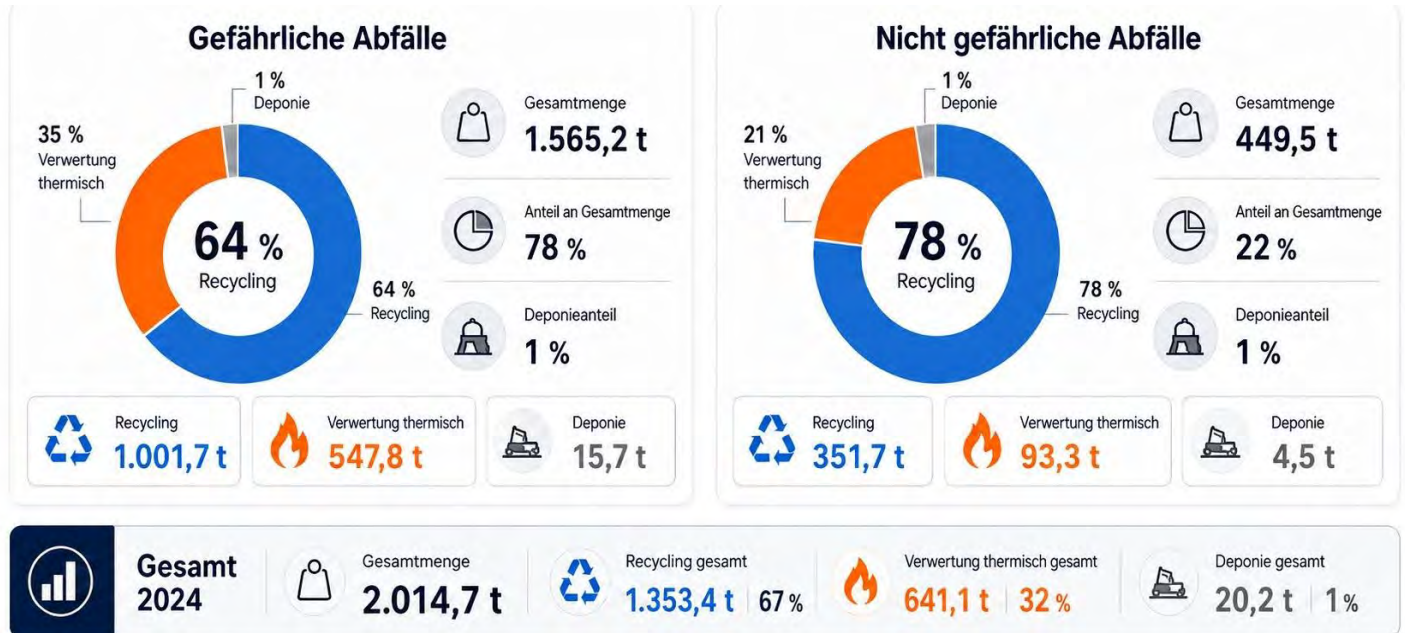 Gefährliche Abfälle
1 %
Deponie
35 %
Verwertung
thermisch
64 %
Recycling
64 %
Recycling
Gesamtmenge
1.565,2 t
Anteil an Gesamtmenge
78 %
Deponieanteil
1 %
Recycling
1.001,7 t
Verwertung thermisch
547,8 t
Deponie
15,7 t
Nicht gefährliche Abfälle
1 %
Deponie
21 %
Verwertung
thermisch
78 %
Recycling
78 %
Recycling
Gesamtmenge
449,5 t
Anteil an Gesamtmenge
22 %
Deponieanteil
1 %
Recycling
351,7 t
Verwertung thermisch
93,3 t
Deponie
4,5 t
Gesamt
2024
Gesamtmenge
2.014,7 t
Recycling gesamt
1.353,4 t 67 %
Verwertung thermisch gesamt
641,1 t 32 %
Deponie gesamt
20,2 t 1 %